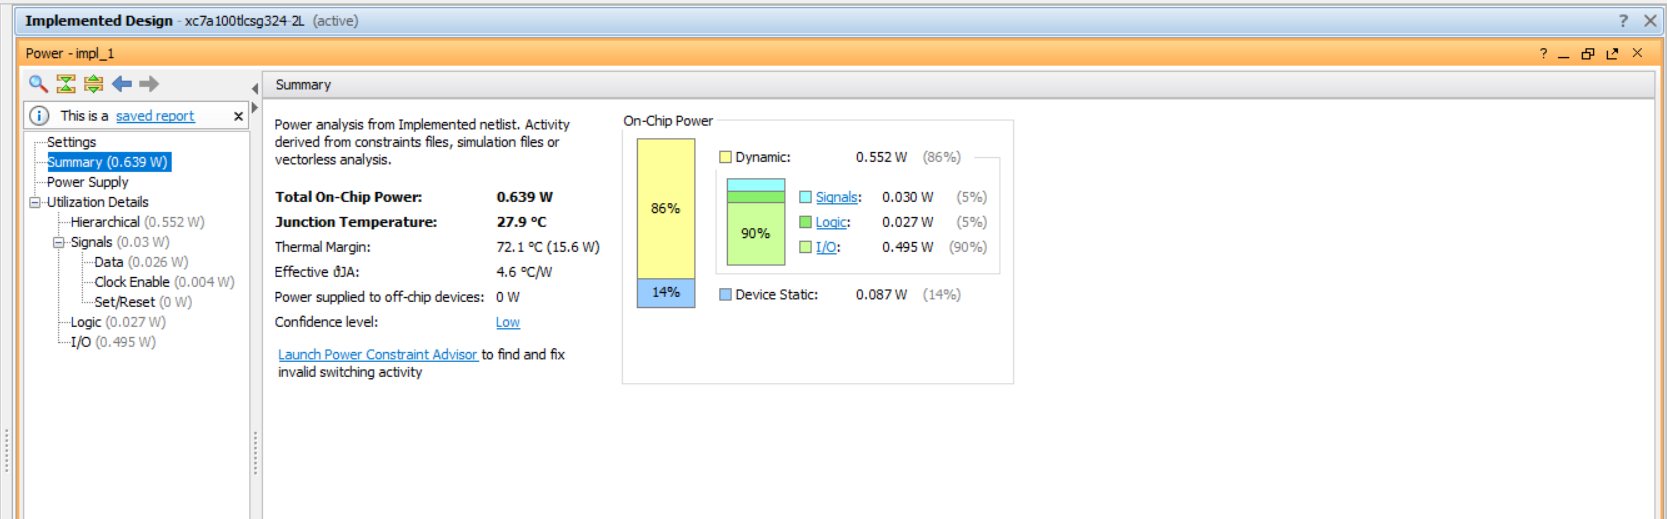 Implemented Design - xc7a100tlcsg324-2L (active)
Power - impl_1
This is a saved report
Settings
Summary (0.639 W)
Power Supply
Utilization Details
Hierarchical (0.552 W)
Signals (0.03 W)
Data (0.026 W)
Clock Enable (0.004 W)
Set/Reset (0 W)
Logic (0.027 W)
I/O (0.495 W)
Summary
Power analysis from Implemented netlist. Activity
derived from constraints files, simulation files or
vectorless analysis.
Total On-Chip Power: 0.639 W
Junction Temperature: 27.9 °C
Thermal Margin: 72.1 °C (15.6 W)
Effective ϑJA: 4.6 °C/W
Power supplied to off-chip devices: 0 W
Confidence level: Low
Launch Power Constraint Advisor to find and fix
invalid switching activity
On-Chip Power
86%
14%
Dynamic: 0.552 W (86%)
90%
Signals: 0.030 W (5%)
Logic: 0.027 W (5%)
I/O: 0.495 W (90%)
Device Static: 0.087 W (14%)